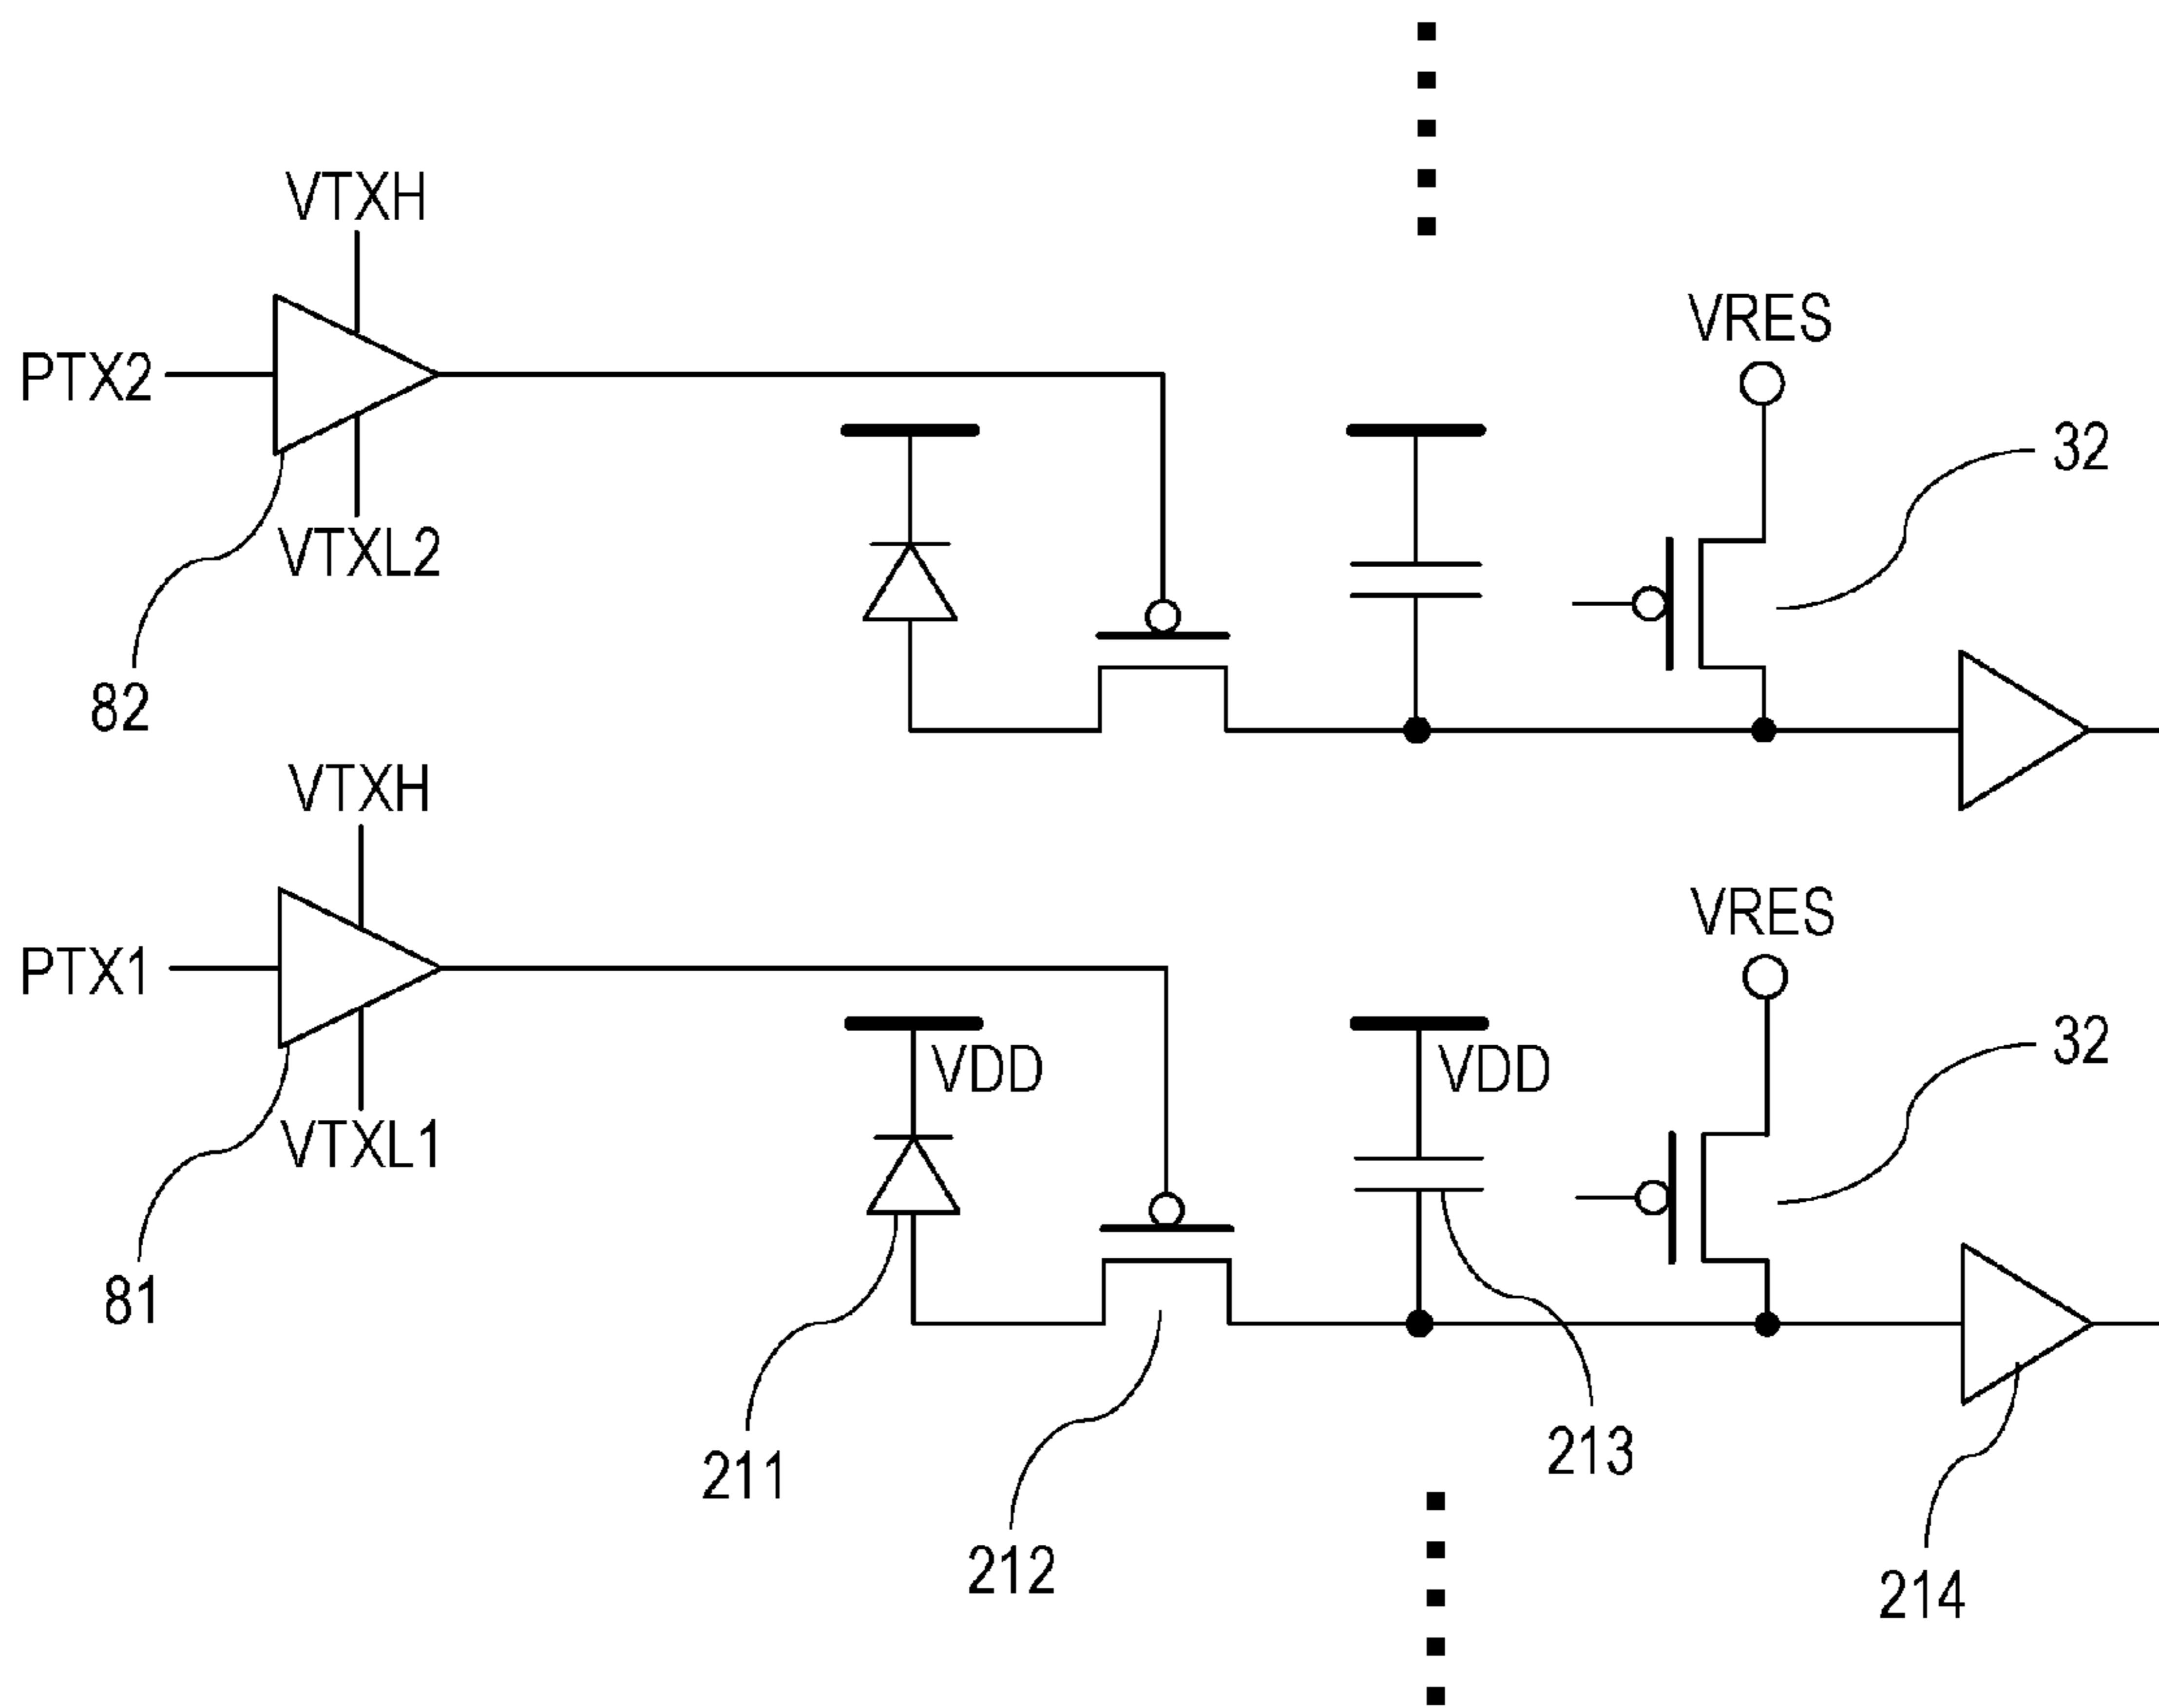 VTXH
VRES
PTX2
32
VTXL2
82
VTXH
VRES
PTX1
32
VDD
VDD
VTXL1
81
211
213
212
214